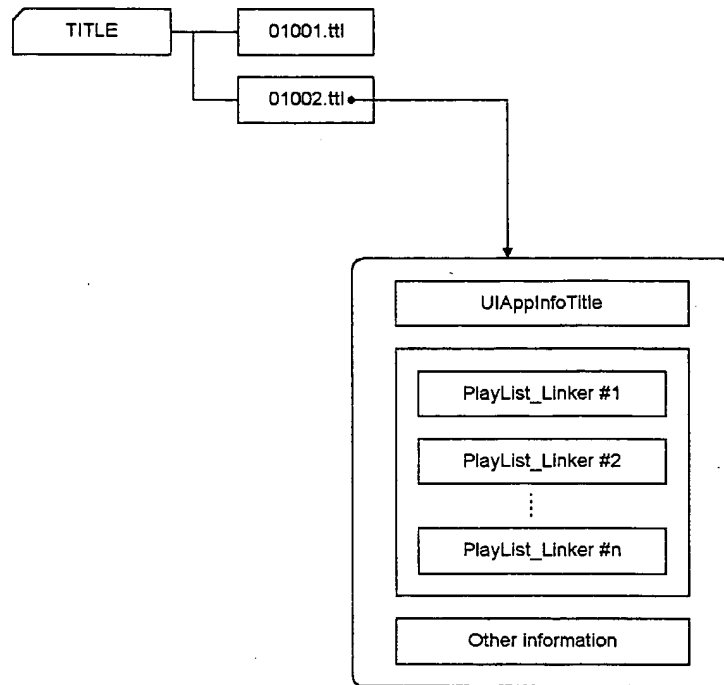 TITLE
01001.ttl
01002.ttl
UIAppInfoTitle
PlayList_Linker #1
PlayList_Linker #2
PlayList_Linker #n
Other information